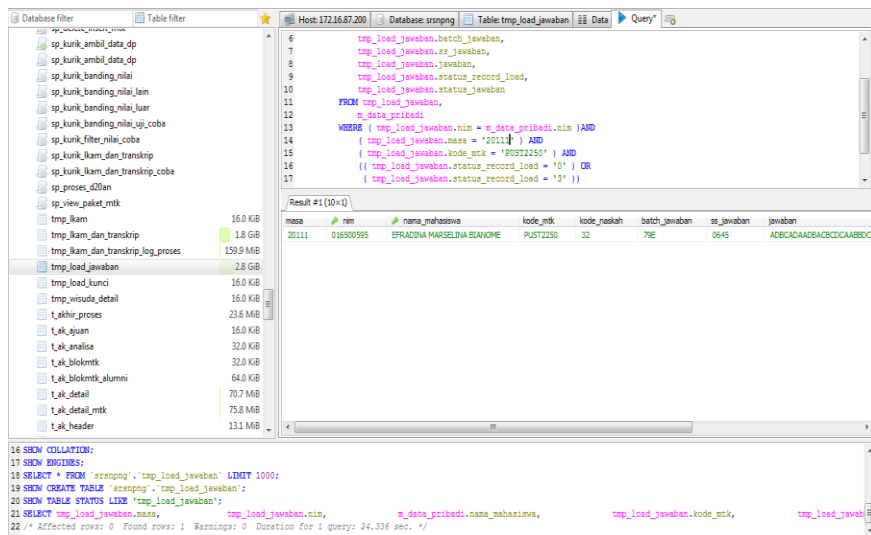 Database filter
Table filter
Host: 172.16.87.200
Database: srsnpng
Table: tmp_load_jawaban
Data
Query*
sp_kurik_ambil_data_dp
sp_kurik_ambil_data_dp
sp_kurik_banding_nilai
sp_kurik_banding_nilai_lain
sp_kurik_banding_nilai_luar
sp_kurik_banding_nilai_uji_coba
sp_kurik_filter_nilai_coba
sp_kurik_lkam_dan_transkrip
sp_kurik_lkam_dan_transkrip_coba
sp_proses_d20an
sp_view_paket_mtk
tmp_lkam 16.0 KiB
tmp_lkam_dan_transkrip 1.8 GiB
tmp_lkam_dan_transkrip_log_proses 159.9 MiB
tmp_load_jawaban 2.8 GiB
tmp_load_kunci 16.0 KiB
tmp_wisuda_detail 16.0 KiB
t_akhir_proses 23.6 MiB
t_ak_ajuan 16.0 KiB
t_ak_analisa 32.0 KiB
t_ak_blokmtk 32.0 KiB
t_ak_blokmtk_alumni 64.0 KiB
t_ak_detail 70.7 MiB
t_ak_detail_mtk 75.8 MiB
t_ak_header 13.1 MiB
6 tmp_load_jawaban.batch_jawaban,
7 tmp_load_jawaban.ss_jawaban,
8 tmp_load_jawaban.jawaban,
9 tmp_load_jawaban.status_record_load,
10 tmp_load_jawaban.status_jawaban
11 FROM tmp_load_jawaban,
12 m_data_pribadi
13 WHERE ( tmp_load_jawaban.nim = m_data_pribadi.nim )AND
14 ( tmp_load_jawaban.masa = '20111' ) AND
15 ( tmp_load_jawaban.kode_mtk = 'PUST2250' ) AND
16 (( tmp_load_jawaban.status_record_load = '0' ) OR
17 ( tmp_load_jawaban.status_record_load = '3' ))
Result #1 (10×1)
masa nim nama_mahasiswa kode_mtk kode_naskah batch_jawaban ss_jawaban jawaban
20111 016500595 EFRADINA MARSELINA BIANOME PUST2250 32 79E 0645 ADBCADAADBACBCDCAABBDC
16 SHOW COLLATION;
17 SHOW ENGINES;
18 SELECT * FROM `srsnpng`.`tmp_load_jawaban` LIMIT 1000;
19 SHOW CREATE TABLE `srsnpng`.`tmp_load_jawaban`;
20 SHOW TABLE STATUS LIKE 'tmp_load_jawaban';
21 SELECT tmp_load_jawaban.masa, tmp_load_jawaban.nim, m_data_pribadi.nama_mahasiswa, tmp_load_jawaban.kode_mtk, tmp_load_jawab
22 /* Affected rows: 0 Found rows: 1 Warnings: 0 Duration for 1 query: 24.336 sec. */